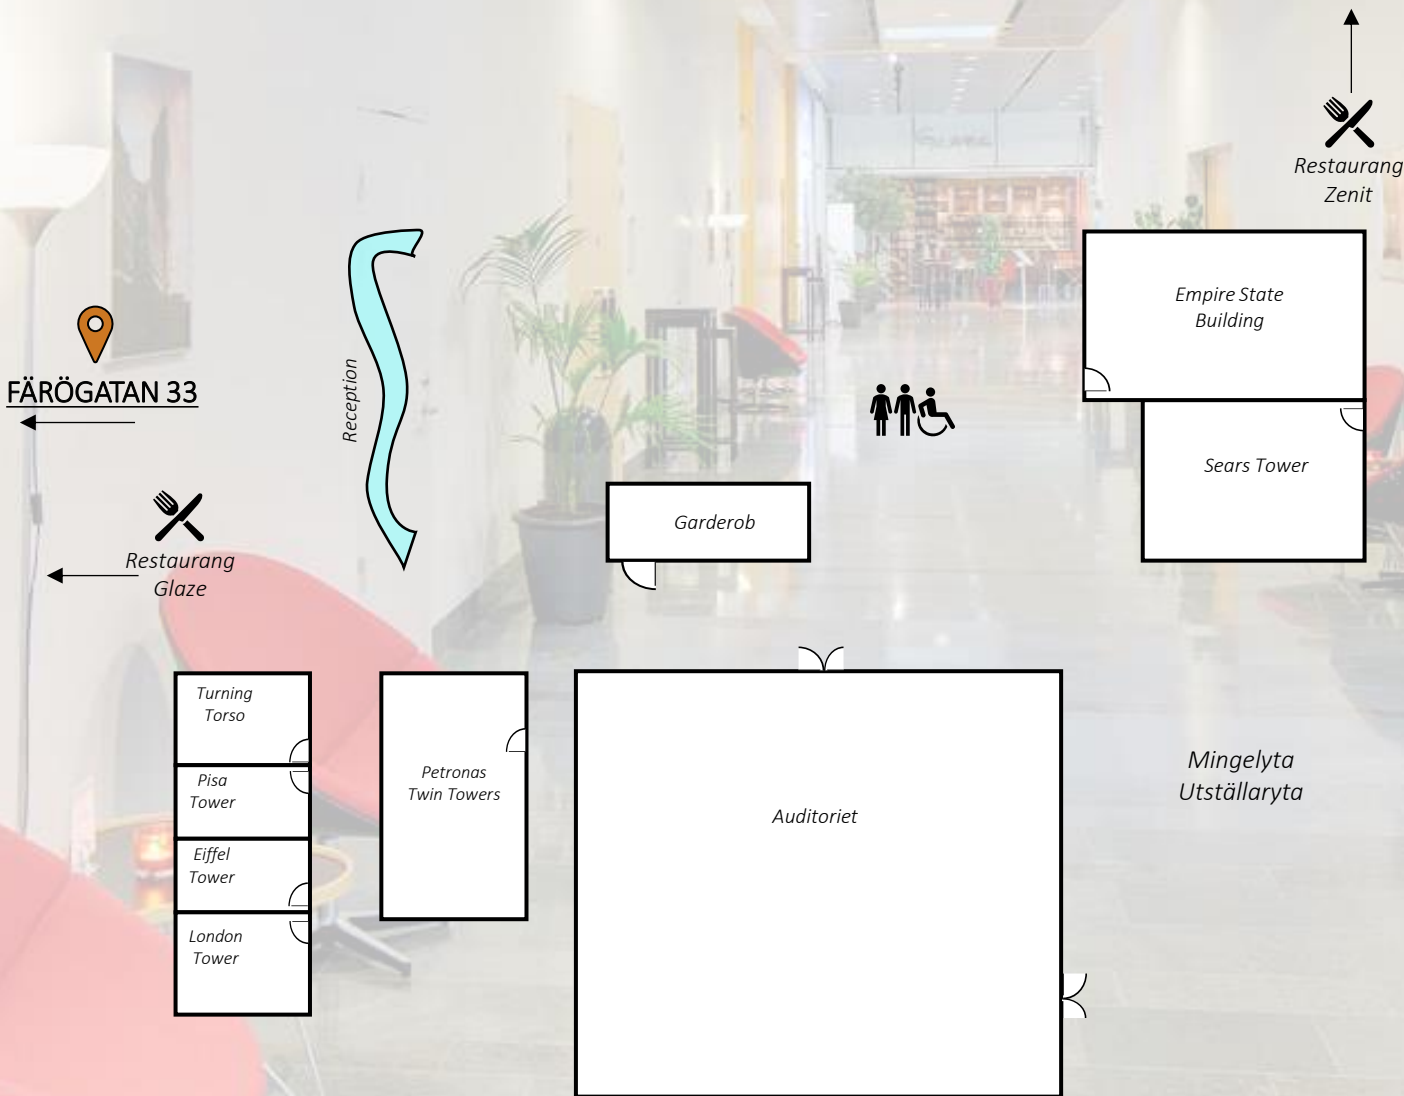 Restaurang
Zenit
Empire State
Building
FÄRÖGATAN 33
Reception
Sears Tower
Garderob
Restaurang
Glaze
Turning
Torso
Pisa
Tower
Petronas
Twin Towers
Mingelyta
Utställaryta
Auditoriet
Eiffel
Tower
London
Tower